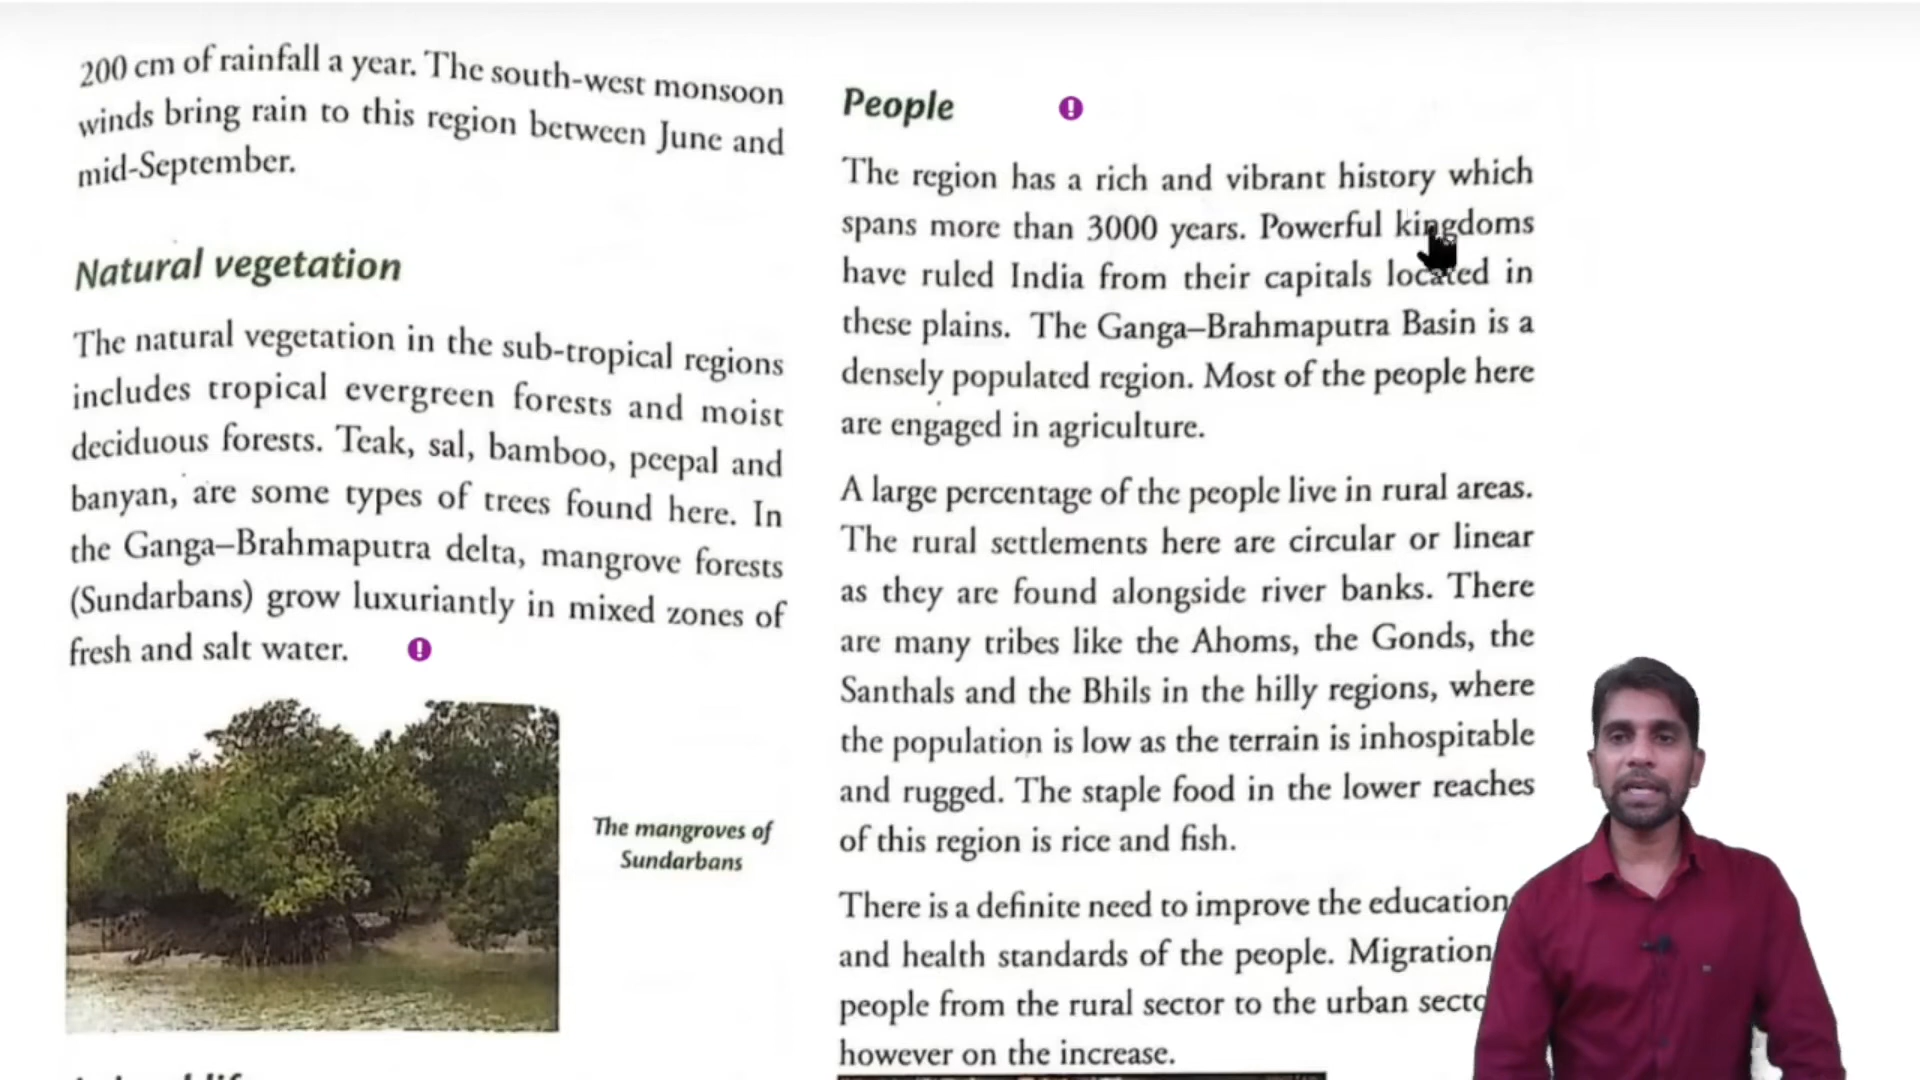 200 cm of rainfall a year. The south-west monsoon
winds bring rain to this region between June and
mid-September.
Natural vegetation
The natural vegetation in the sub-tropical regions
includes tropical evergreen forests and moist
deciduous forests. Teak, sal, bamboo, peepal and
banyan, are some types of trees found here. In
the Ganga–Brahmaputra delta, mangrove forests
(Sundarbans) grow luxuriantly in mixed zones of
fresh and salt water.
The mangroves of
Sundarbans
People
The region has a rich and vibrant history which
spans more than 3000 years. Powerful kingdoms
have ruled India from their capitals located in
these plains. The Ganga–Brahmaputra Basin is a
densely populated region. Most of the people here
are engaged in agriculture.
A large percentage of the people live in rural areas.
The rural settlements here are circular or linear
as they are found alongside river banks. There
are many tribes like the Ahoms, the Gonds, the
Santhals and the Bhils in the hilly regions, where
the population is low as the terrain is inhospitable
and rugged. The staple food in the lower reaches
of this region is rice and fish.
There is a definite need to improve the education
and health standards of the people. Migration
people from the rural sector to the urban
however on the increase.